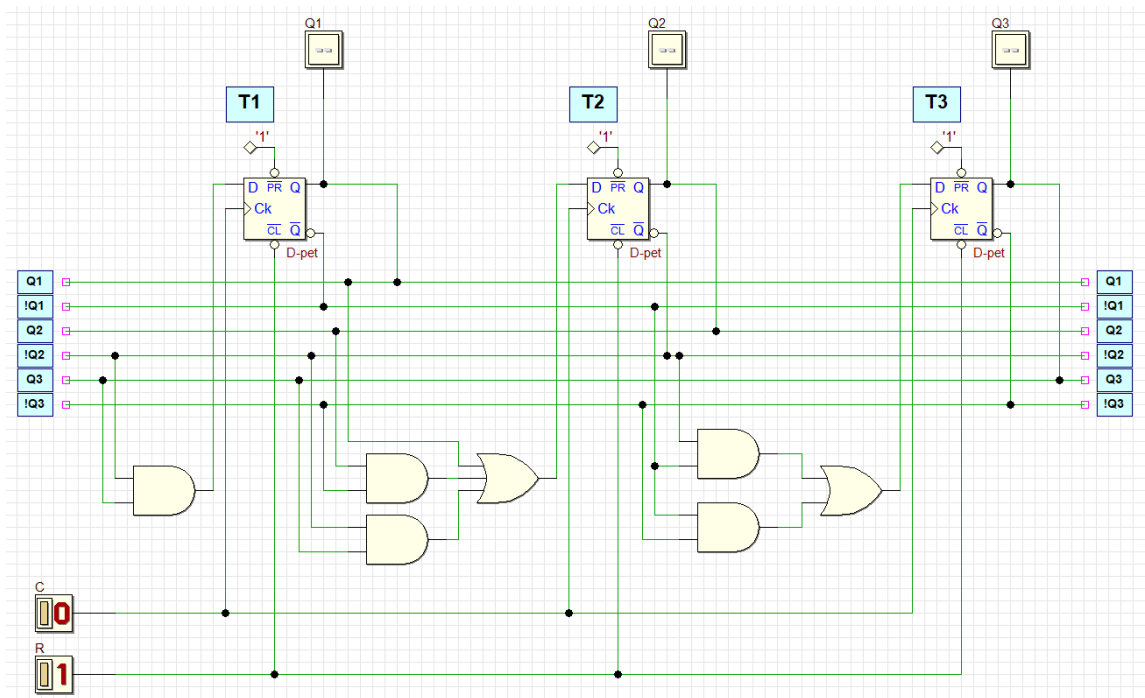 Q1
Q2
Q3
--
--
--
T1
T2
T3
'1'
'1'
'1'
D PR Q
Ck
CL Q
D-pet
D PR Q
Ck
CL Q
D-pet
D PR Q
Ck
CL Q
D-pet
Q1
!Q1
Q2
!Q2
Q3
!Q3
Q1
!Q1
Q2
!Q2
Q3
!Q3
C
0
R
1